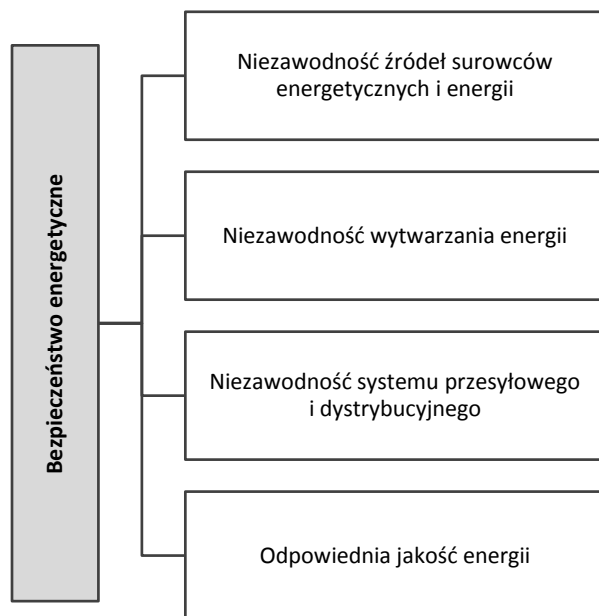 Bezpieczeństwo energetyczne
Niezawodność źródeł surowców
energetycznych i energii
Niezawodność wytwarzania energii
Niezawodność systemu przesyłowego
i dystrybucyjnego
Odpowiednia jakość energii